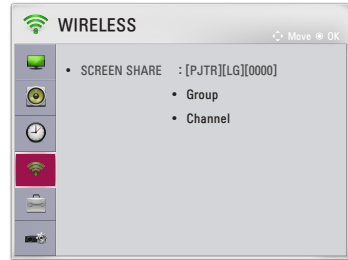 WIRELESS
Move OK
• SCREEN SHARE : [PJTR][LG][0000]
• Group
• Channel